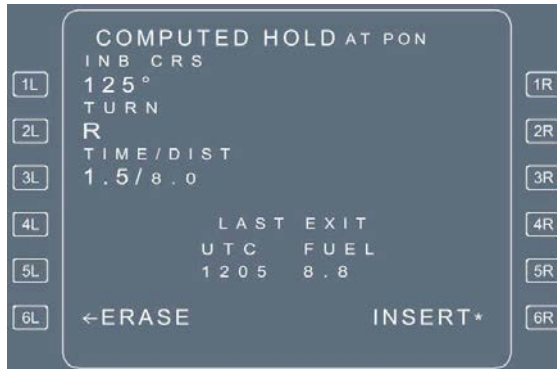 COMPUTED HOLD AT PON
INB CRS
1L 125° 1R
TURN
2L R 2R
TIME/DIST
3L 1.5/8.0 3R
4L LAST EXIT 4R
UTC FUEL
5L 1205 8.8 5R
6L ←ERASE INSERT* 6R